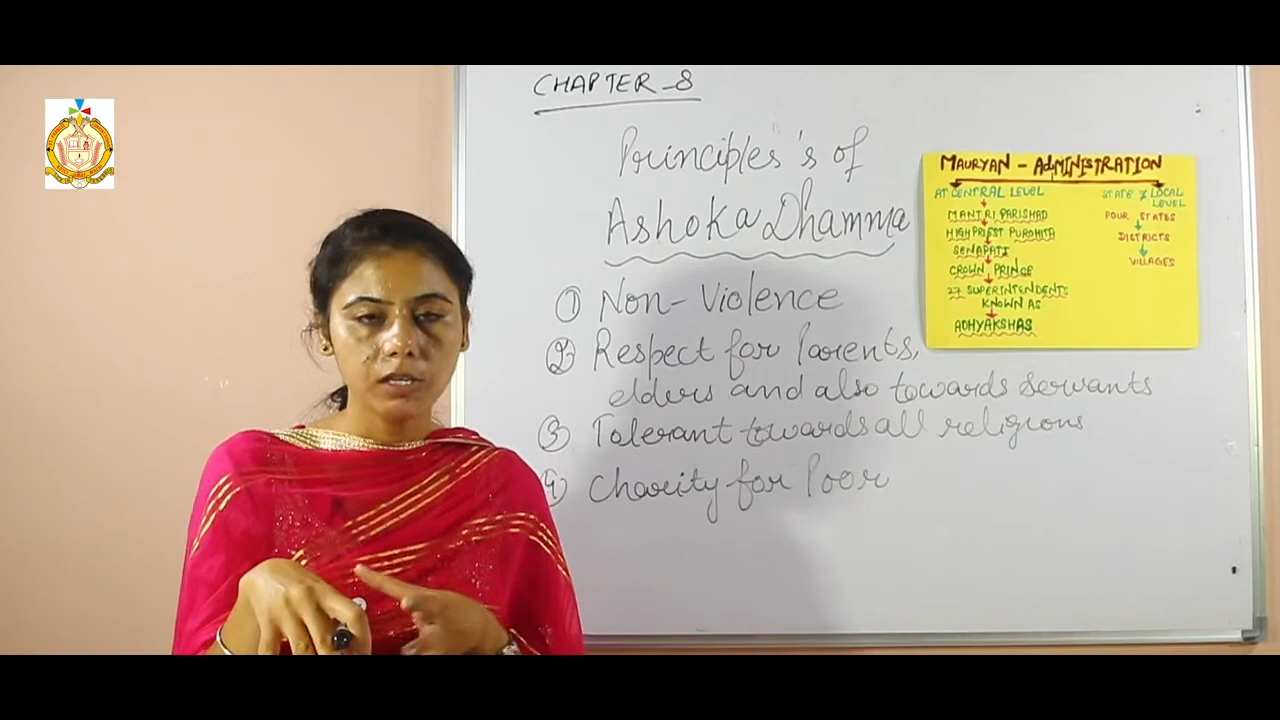 CHAPTER-8
Principles's of
Ashoka Dhamma
① Non-Violence
② Respect for Parents,
elders and also towards servants
③ Tolerant towards all religions
④ Charity for Poor
MAURYAN - ADMINISTRATION
AT CENTRAL LEVEL
MANTRI PARISHAD
HIGH PRIEST PUROHITA
SENAPATI
CROWN PRINCE
27 SUPERINTENDENTS
KNOWN AS
ADHYAKSHAS
STATE & LOCAL
LEVEL
FOUR STATES
DISTRICTS
VILLAGES